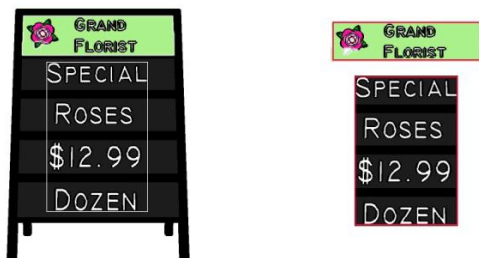 GRAND
FLORIST
SPECIAL
ROSES
$12.99
DOZEN
GRAND
FLORIST
SPECIAL
ROSES
$12.99
DOZEN